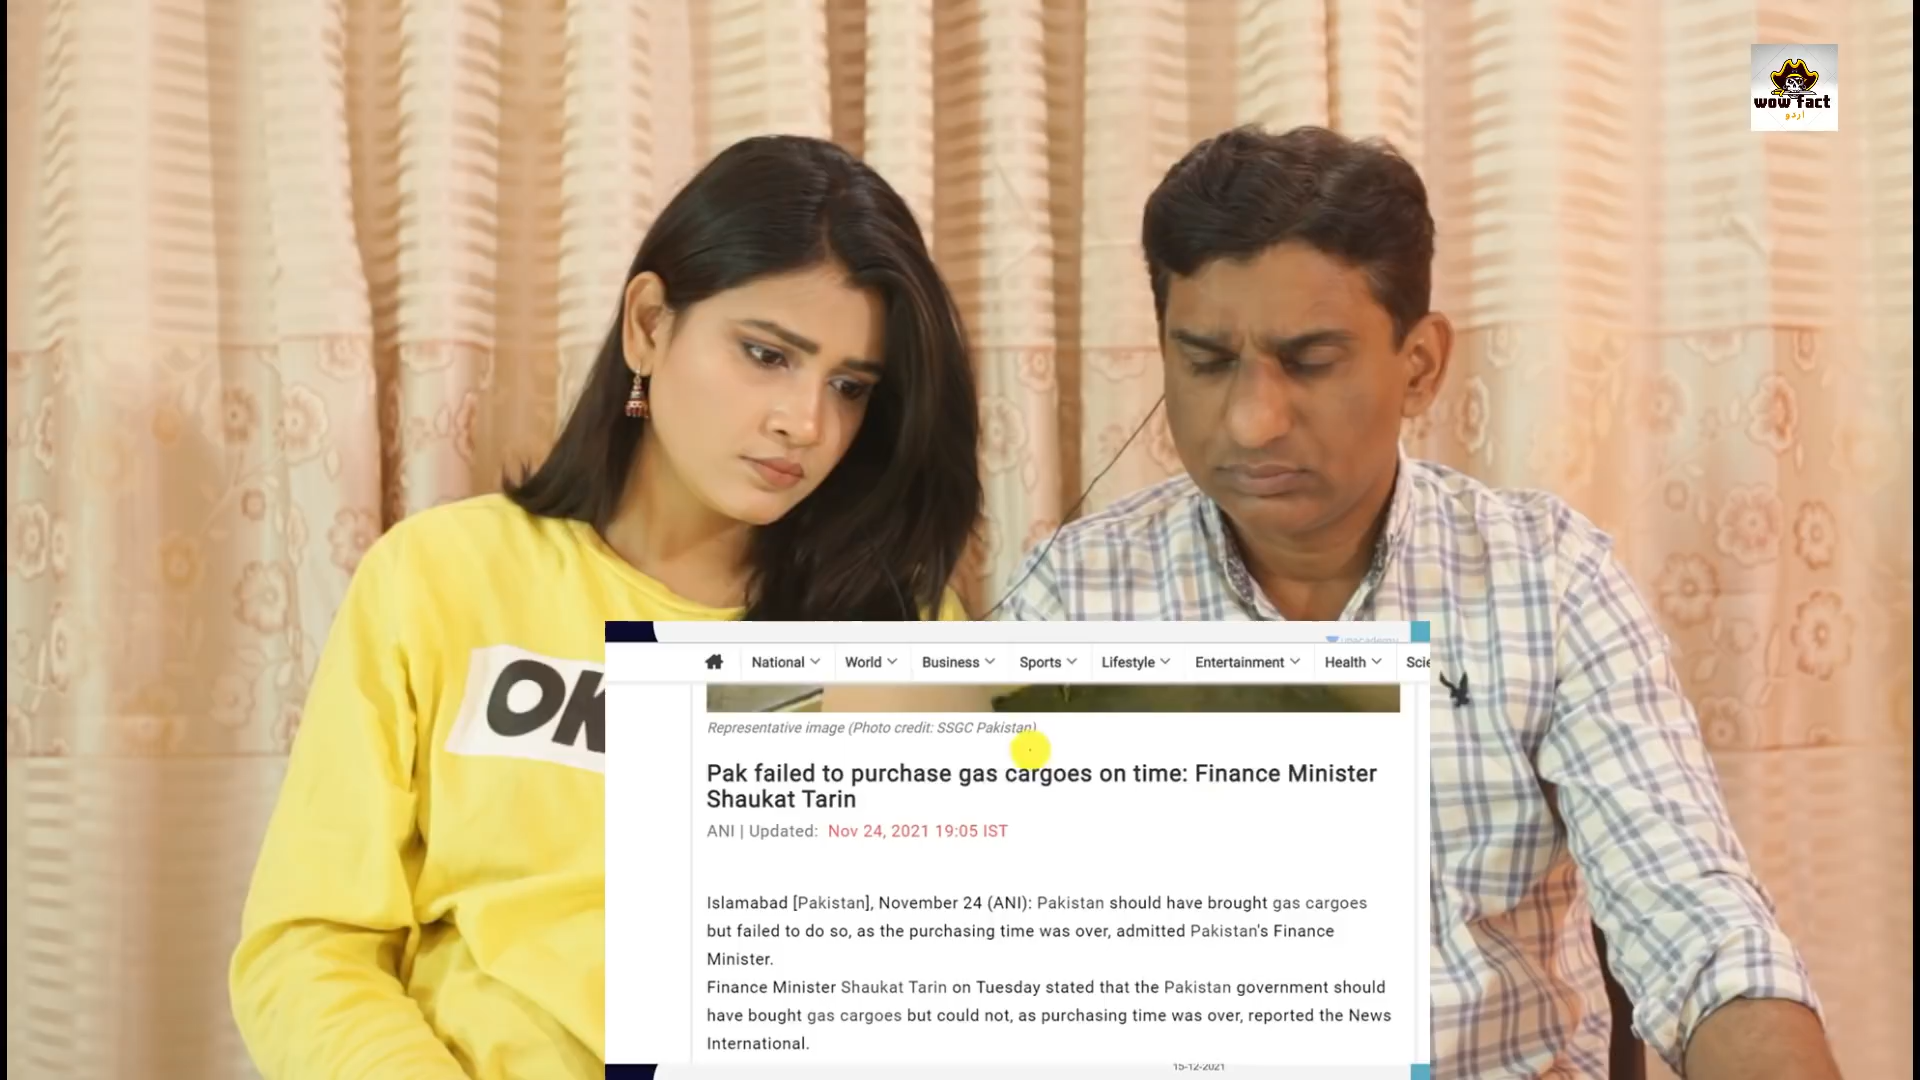 wow fact
اردو
OK
unacademy
National
World
Business
Sports
Lifestyle
Entertainment
Health
Scie
Representative image (Photo credit: SSGC Pakistan)
Pak failed to purchase gas cargoes on time: Finance Minister
Shaukat Tarin
ANI | Updated: Nov 24, 2021 19:05 IST
Islamabad [Pakistan], November 24 (ANI): Pakistan should have brought gas cargoes
but failed to do so, as the purchasing time was over, admitted Pakistan's Finance
Minister.
Finance Minister Shaukat Tarin on Tuesday stated that the Pakistan government should
have bought gas cargoes but could not, as purchasing time was over, reported the News
International.
15-12-2021